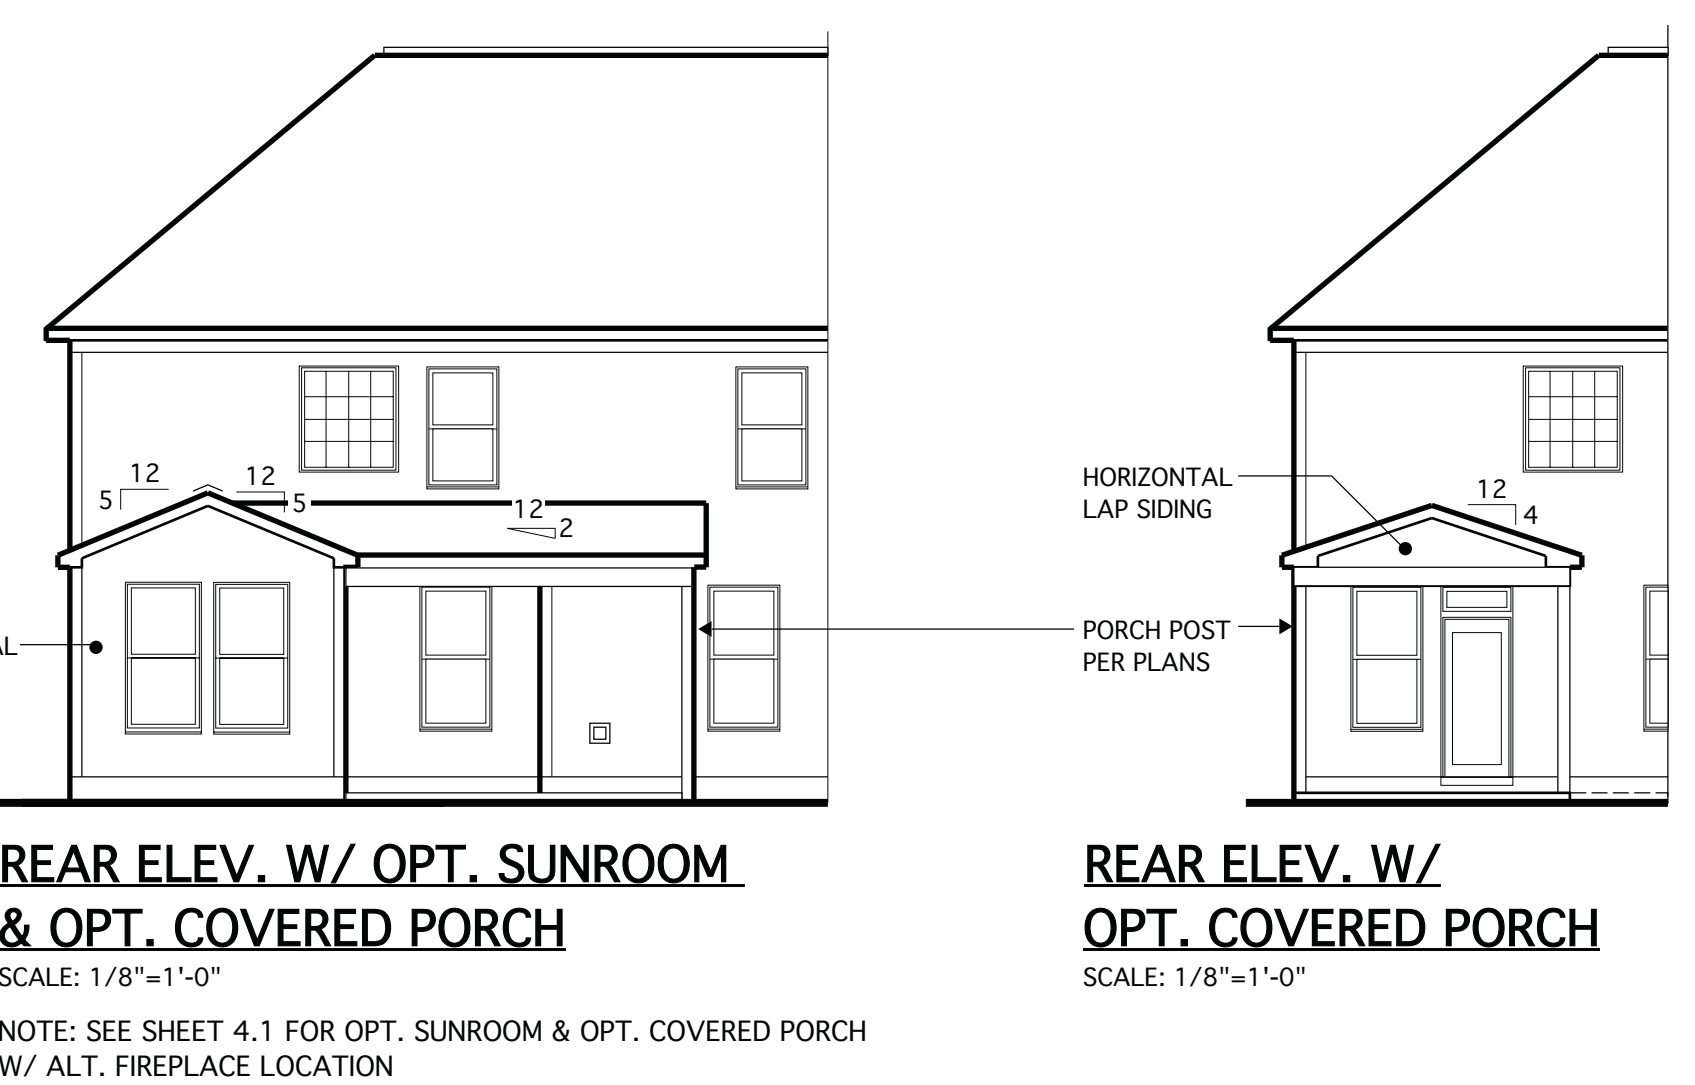 12
5
12
5
12
2
AL
HORIZONTAL
LAP SIDING
12
4
PORCH POST
PER PLANS
REAR ELEV. W/ OPT. SUNROOM
& OPT. COVERED PORCH
SCALE: 1/8"=1'-0"
NOTE: SEE SHEET 4.1 FOR OPT. SUNROOM & OPT. COVERED PORCH
W/ ALT. FIREPLACE LOCATION
REAR ELEV. W/
OPT. COVERED PORCH
SCALE: 1/8"=1'-0"